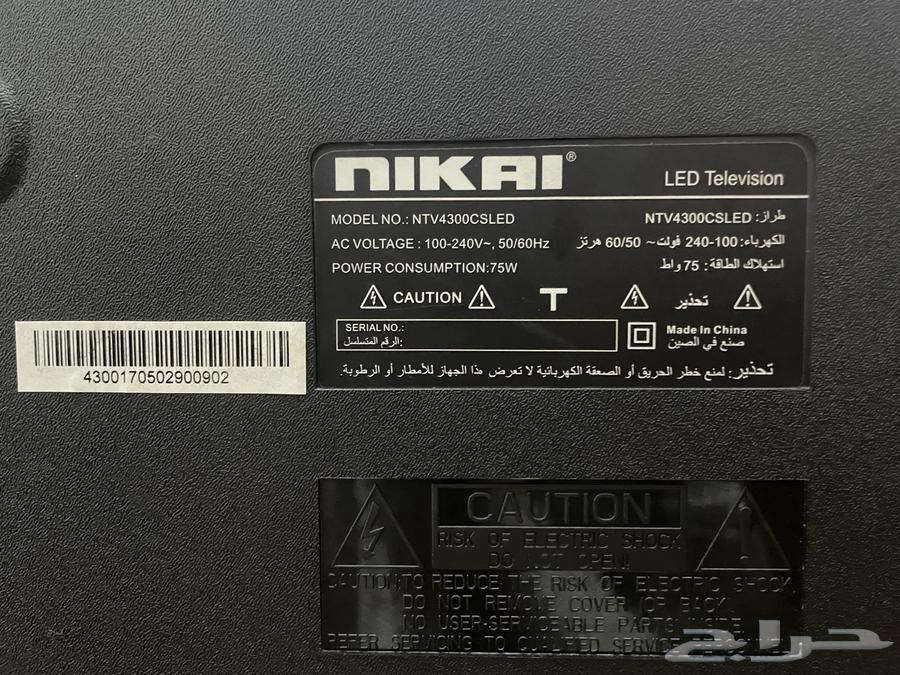 NIKAI®
LED Television
MODEL NO.: NTV4300CSLED
طراز: NTV4300CSLED
AC VOLTAGE : 100-240V~, 50/60Hz
الكهرباء: 100-240 فولت~ 60/50 هرتز
POWER CONSUMPTION:75W
استهلاك الطاقة: 75 واط
CAUTION
T
تحذير
SERIAL NO.:
الرقم المتسلسل:
Made In China
صنع في الصين
تحذير: لمنع خطر الحريق أو الصعقة الكهربائية لا تعرض هذا الجهاز للأمطار أو الرطوبة.
4300170502900902
CAUTION
RISK OF ELECTRIC SHOCK
DO NOT OPEN!
CAUTION:TO REDUCE THE RISK OF ELECTRIC SHOCK
DO NOT REMOVE COVER (OR BACK.
NO USER-SERVICEABLE PARTS INSIDE.
REFER SERVICING TO QUALIFIED SERVICE PERSONNEL.
حراج